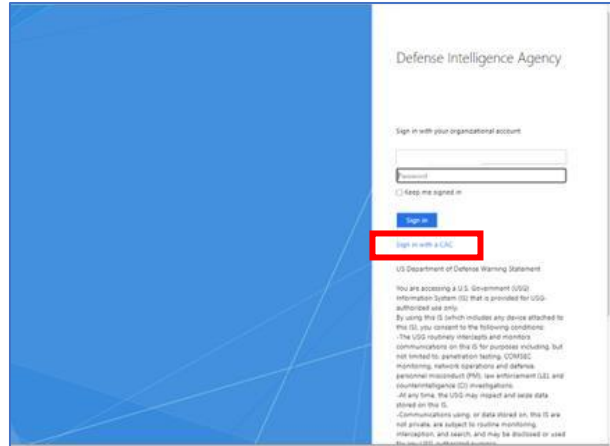 Defense Intelligence Agency
Sign in with your organizational account
Password
Keep me signed in
Sign in
Sign in with a CAC
US Department of Defense Warning Statement
You are accessing a U.S. Government (USG)
Information System (IS) that is provided for USG-
authorized use only.
By using this IS (which includes any device attached to
this IS), you consent to the following conditions:
-The USG routinely intercepts and monitors
communications on this IS for purposes including, but
not limited to, penetration testing, COMSEC
monitoring, network operations and defense,
personnel misconduct (PM), law enforcement (LE), and
counterintelligence (CI) investigations.
-At any time, the USG may inspect and seize data
stored on this IS.
-Communications using, or data stored on, this IS are
not private, are subject to routine monitoring,
interception, and search, and may be disclosed or used
for any USG authorized purpose.